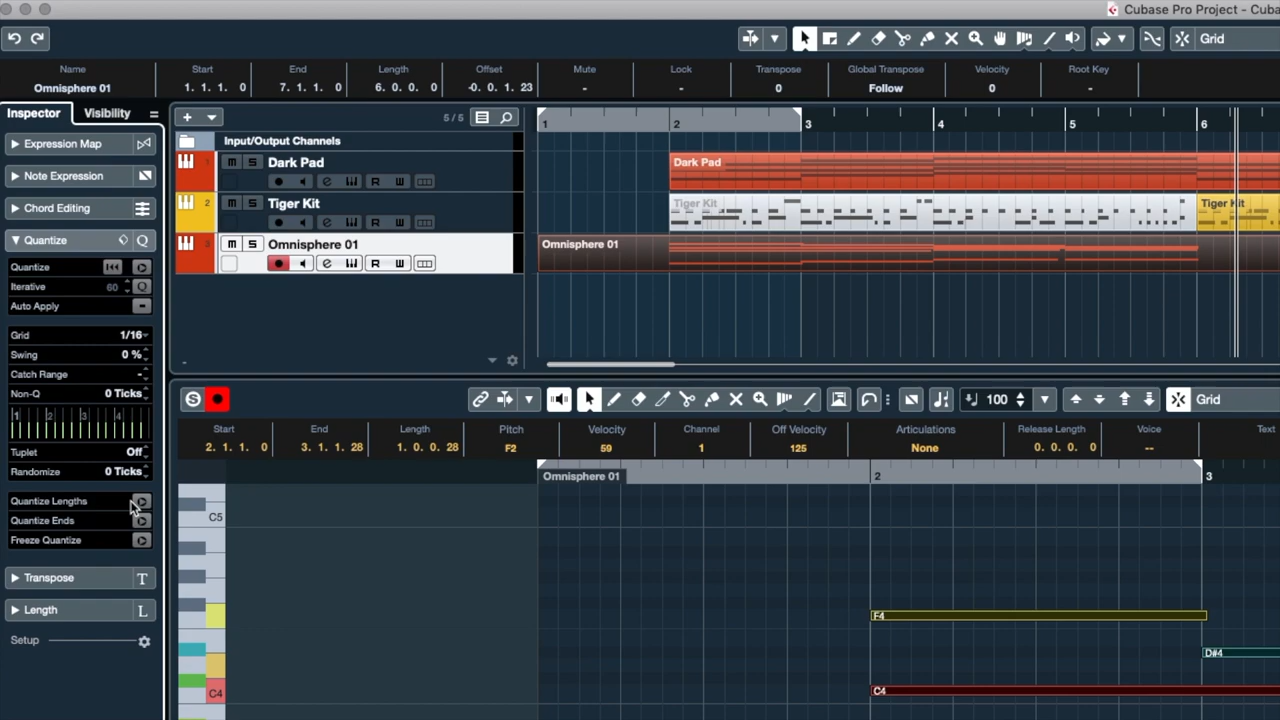 Cubase Pro Project - Cuba
Grid
Name Start End Length Offset Mute Lock Transpose Global Transpose Velocity Root Key
Omnisphere 01 1. 1. 1. 0 7. 1. 1. 0 6. 0. 0. 0 -0. 0. 1. 23 - - 0 Follow 0 -
Inspector Visibility
+ 5/5
1 2 3 4 5 6
Input/Output Channels
Expression Map
1 m S Dark Pad
Dark Pad
R W
Note Expression
2 m S Tiger Kit
Tiger Kit
Tiger Kit
R W
Chord Editing
3 m S Omnisphere 01
Omnisphere 01
R W
Quantize Q
Quantize
Iterative 60 Q
Auto Apply
Grid 1/16
Swing 0 %
Catch Range -
Non-Q 0 Ticks
1 2 3 4
Tuplet Off
Randomize 0 Ticks
Quantize Lengths
Quantize Ends
Freeze Quantize
Transpose T
Length L
Setup
S 100 Grid
Start End Length Pitch Velocity Channel Off Velocity Articulations Release Length Voice Text
2. 1. 1. 0 3. 1. 1. 28 1. 0. 0. 28 F2 59 1 125 None 0. 0. 0. 0 --
Omnisphere 01 2 3
C5
F4
D#4
C4 C4